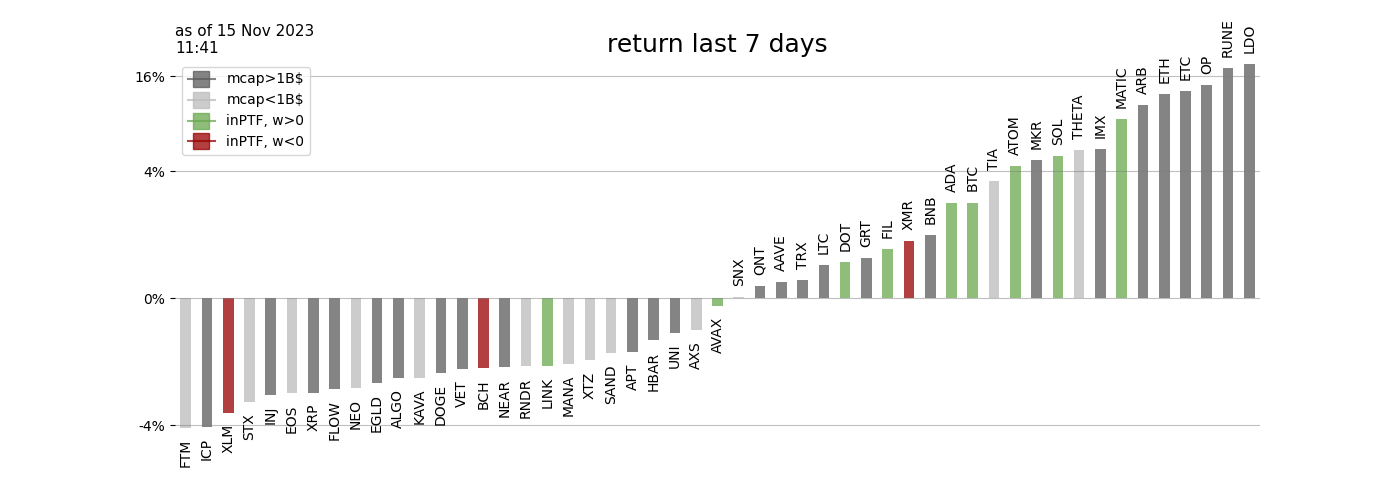 as of 15 Nov 2023
11:41
return last 7 days
mcap>1B$
mcap<1B$
inPTF, w>0
inPTF, w<0
16%
4%
0%
-4%
FTM
ICP
XLM
STX
INJ
EOS
XRP
FLOW
NEO
EGLD
ALGO
KAVA
DOGE
VET
BCH
NEAR
RNDR
LINK
MANA
XTZ
SAND
APT
HBAR
UNI
AXS
AVAX
SNX
QNT
AAVE
TRX
LTC
DOT
GRT
FIL
XMR
BNB
ADA
BTC
TIA
ATOM
MKR
SOL
THETA
IMX
MATIC
ARB
ETH
ETC
OP
RUNE
LDO